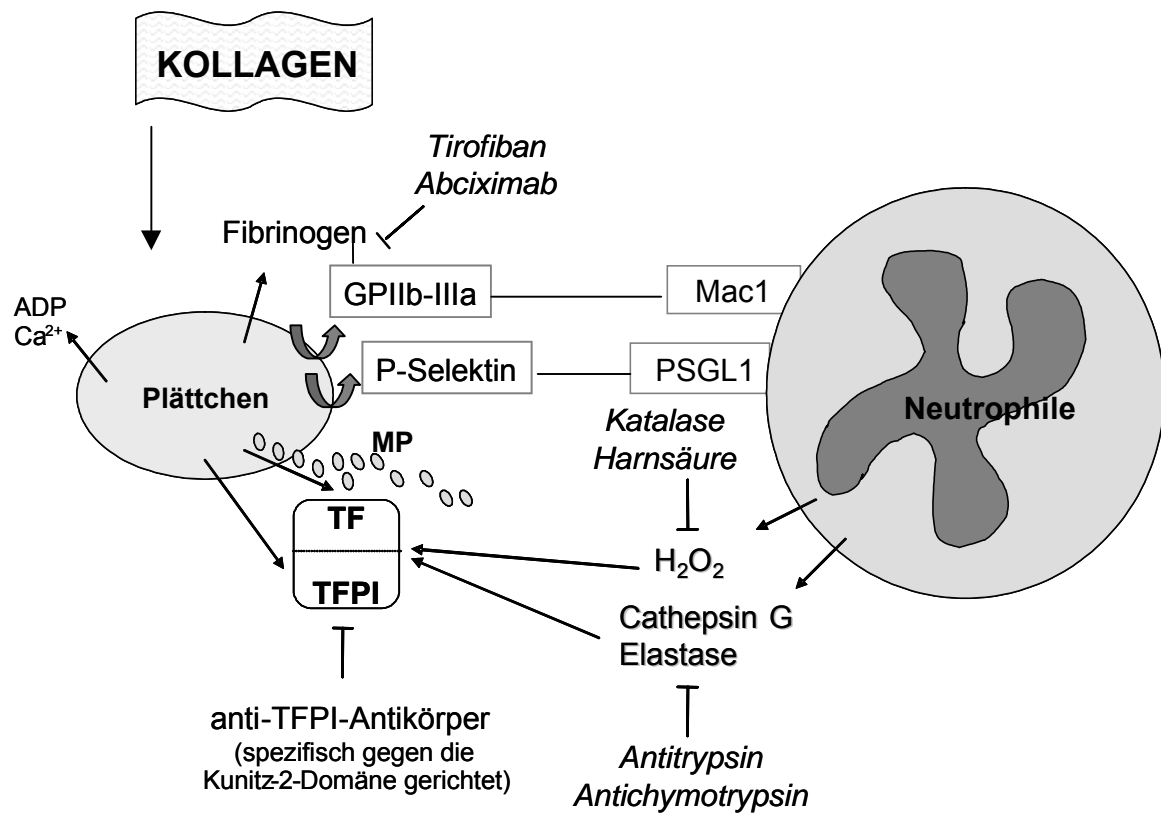 KOLLAGEN
Tirofiban
Abciximab
Fibrinogen
GPIIb-IIIa
Mac1
ADP
Ca²⁺
P-Selektin
PSGL1
Plättchen
Neutrophile
Katalase
Harnsäure
MP
TF
TFPI
H₂O₂
Cathepsin G
Elastase
anti-TFPI-Antikörper
(spezifisch gegen die
Kunitz-2-Domäne gerichtet)
Antitrypsin
Antichymotrypsin